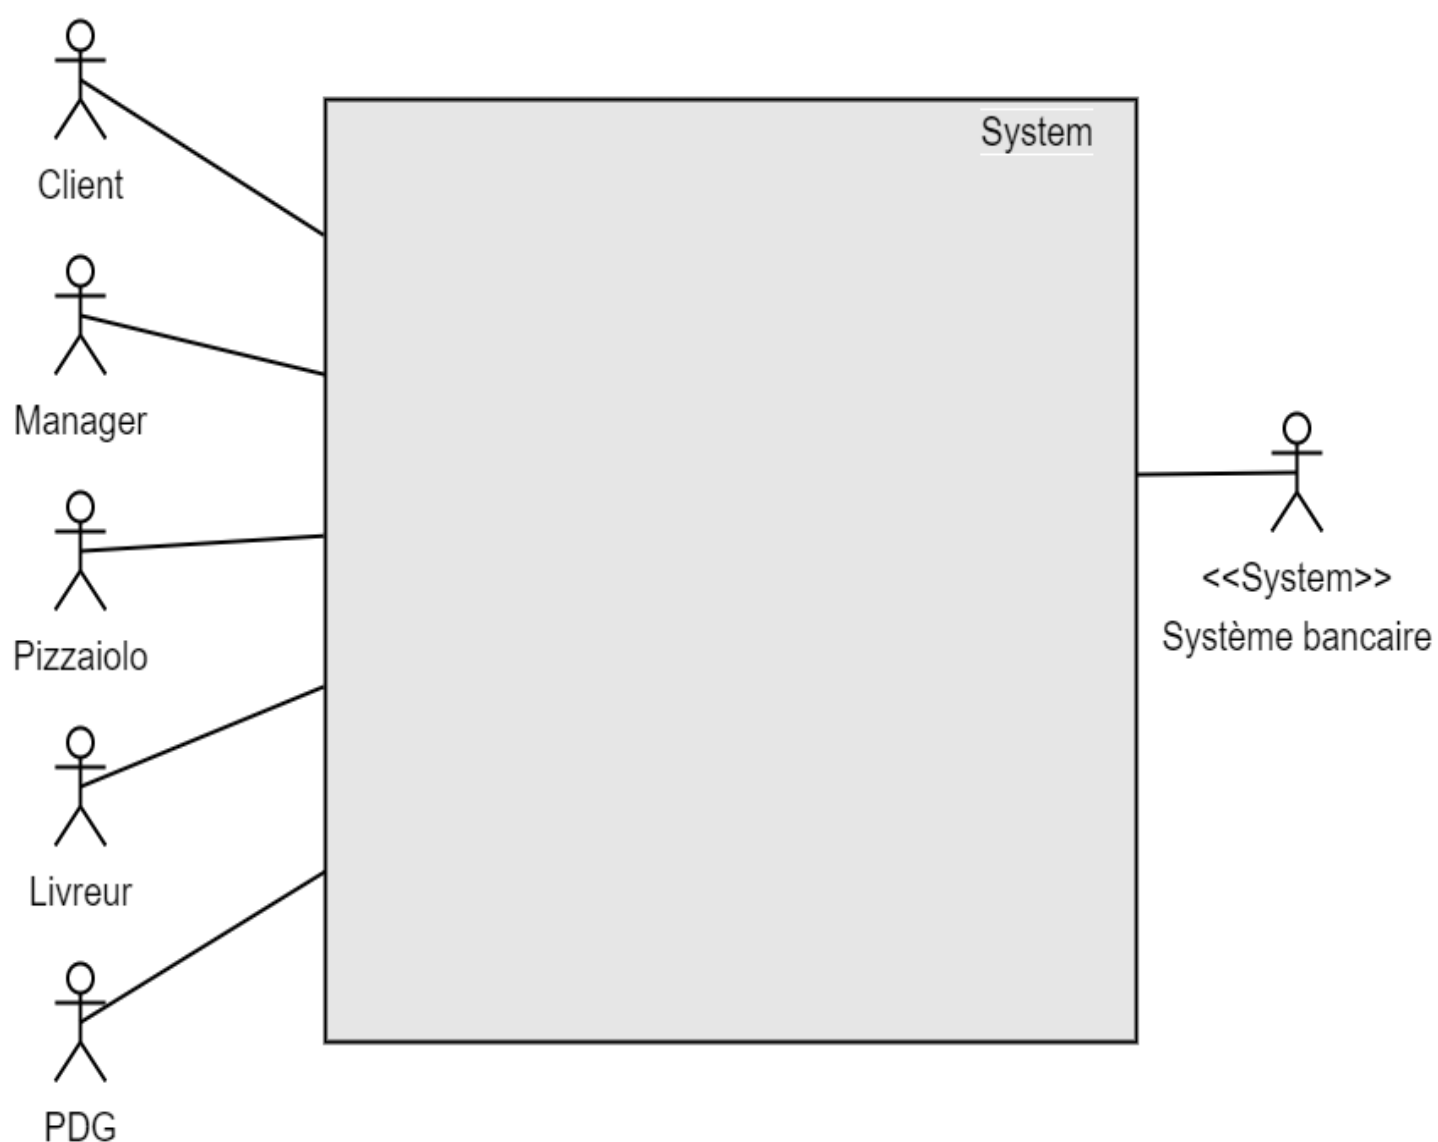 Client
System
Manager
Pizzaiolo
<<System>>
Système bancaire
Livreur
PDG